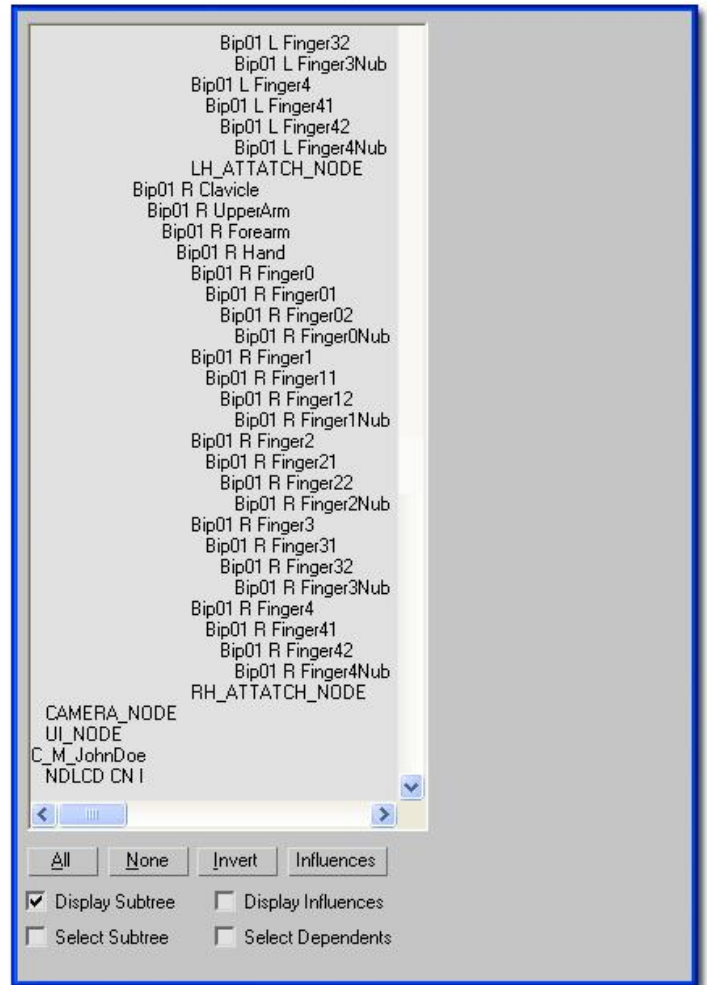 Bip01 L Finger32
Bip01 L Finger3Nub
Bip01 L Finger4
Bip01 L Finger41
Bip01 L Finger42
Bip01 L Finger4Nub
LH_ATTATCH_NODE
Bip01 R Clavicle
Bip01 R UpperArm
Bip01 R Forearm
Bip01 R Hand
Bip01 R Finger0
Bip01 R Finger01
Bip01 R Finger02
Bip01 R Finger0Nub
Bip01 R Finger1
Bip01 R Finger11
Bip01 R Finger12
Bip01 R Finger1Nub
Bip01 R Finger2
Bip01 R Finger21
Bip01 R Finger22
Bip01 R Finger2Nub
Bip01 R Finger3
Bip01 R Finger31
Bip01 R Finger32
Bip01 R Finger3Nub
Bip01 R Finger4
Bip01 R Finger41
Bip01 R Finger42
Bip01 R Finger4Nub
RH_ATTATCH_NODE
CAMERA_NODE
UI_NODE
C_M_JohnDoe
NDLCD CN I
All None Invert Influences
Display Subtree Display Influences
Select Subtree Select Dependents